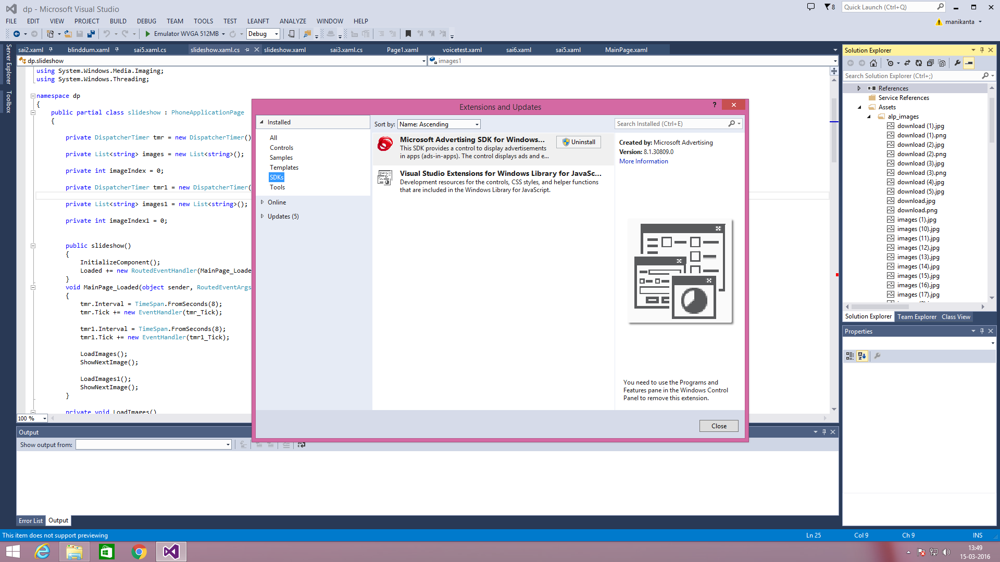 dp - Microsoft Visual Studio
8
Quick Launch (Ctrl+Q)
FILE EDIT VIEW PROJECT BUILD DEBUG TEAM TOOLS TEST LEANFT ANALYZE WINDOW HELP
manikanta
Emulator WVGA 512MB
Debug
Server Explorer
Toolbox
sai2.xaml blinddum.xaml sai5.xaml.cs slideshow.xaml.cs slideshow.xaml sai3.xaml.cs Page1.xaml voicetest.xaml sai6.xaml sai5.xaml MainPage.xaml
dp.slideshow
images1
using System.Windows.Media.Imaging;
using System.Windows.Threading;
namespace dp
{
public partial class slideshow : PhoneApplicationPage
{
private DispatcherTimer tmr = new DispatcherTimer()
private List<string> images = new List<string>();
private int imageIndex = 0;
private DispatcherTimer tmr1 = new DispatcherTimer(
private List<string> images1 = new List<string>();
private int imageIndex1 = 0;
public slideshow()
{
InitializeComponent();
Loaded += new RoutedEventHandler(MainPage_Loade
}
void MainPage_Loaded(object sender, RoutedEventArgs
{
tmr.Interval = TimeSpan.FromSeconds(8);
tmr.Tick += new EventHandler(tmr_Tick);
tmr1.Interval = TimeSpan.FromSeconds(8);
tmr1.Tick += new EventHandler(tmr1_Tick);
LoadImages();
ShowNextImage();
LoadImages1();
ShowNextImage();
}
private void LoadImages()
100 %
Extensions and Updates
?
Installed
All
Controls
Samples
Templates
SDKs
Tools
Online
Updates (5)
Sort by: Name: Ascending
Search Installed (Ctrl+E)
Microsoft Advertising SDK for Windows...
This SDK provides a control to display advertisements
in apps (ads-in-apps). The control displays ads and e...
Uninstall
Visual Studio Extensions for Windows Library for JavaSc...
Development resources for the controls, CSS styles, and helper functions
that are included in the Windows Library for JavaScript.
Created by: Microsoft Advertising
Version: 8.1.30809.0
More Information
You need to use the Programs and
Features pane in the Windows Control
Panel to remove this extension.
Close
Solution Explorer
Search Solution Explorer (Ctrl+;)
References
Service References
Assets
alp_images
download (1).jpg
download (1).png
download (2).jpg
download (2).png
download (3).jpg
download (3).png
download (4).jpg
download (5).jpg
download.jpg
download.png
images (1).jpg
images (10).jpg
images (11).jpg
images (12).jpg
images (13).jpg
images (14).jpg
images (15).jpg
images (16).jpg
images (17).jpg
Solution Explorer Team Explorer Class View
Properties
Output
Show output from:
Error List Output
This item does not support previewing
Ln 25 Col 9 Ch 9 INS
13:49
15-03-2016